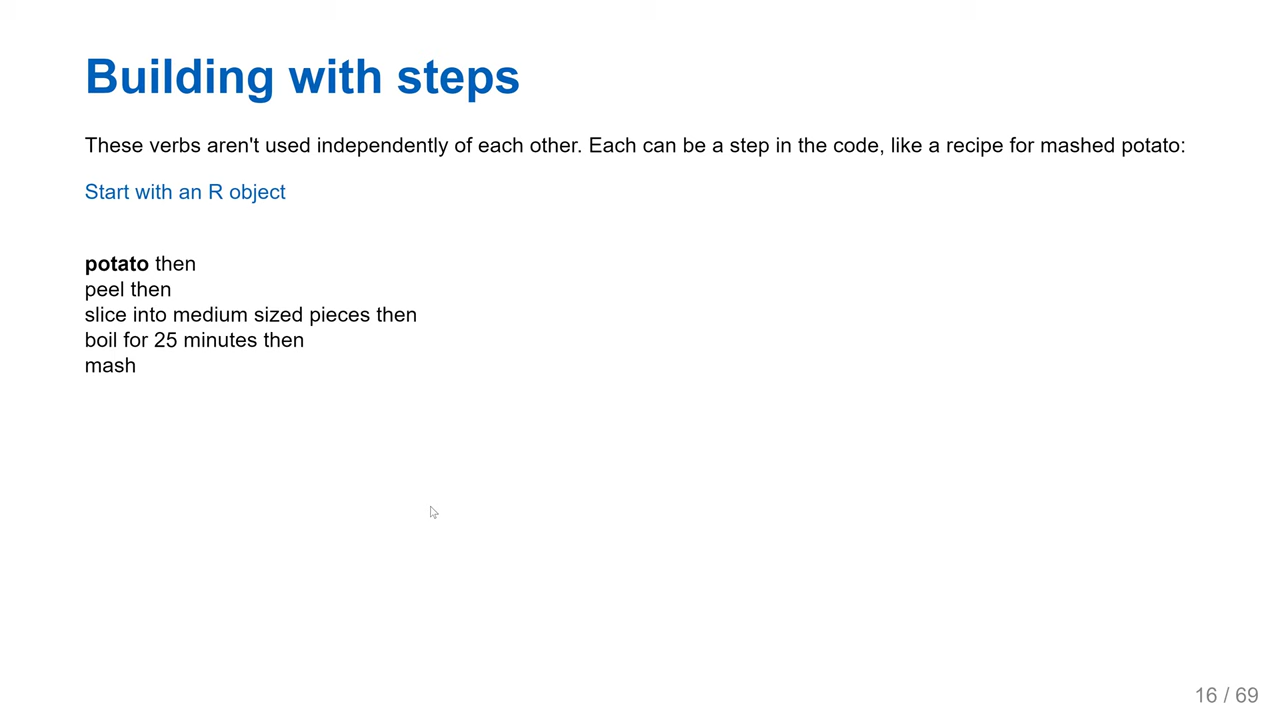 Building with steps
These verbs aren't used independently of each other. Each can be a step in the code, like a recipe for mashed potato:
Start with an R object
potato then
peel then
slice into medium sized pieces then
boil for 25 minutes then
mash
16 / 69